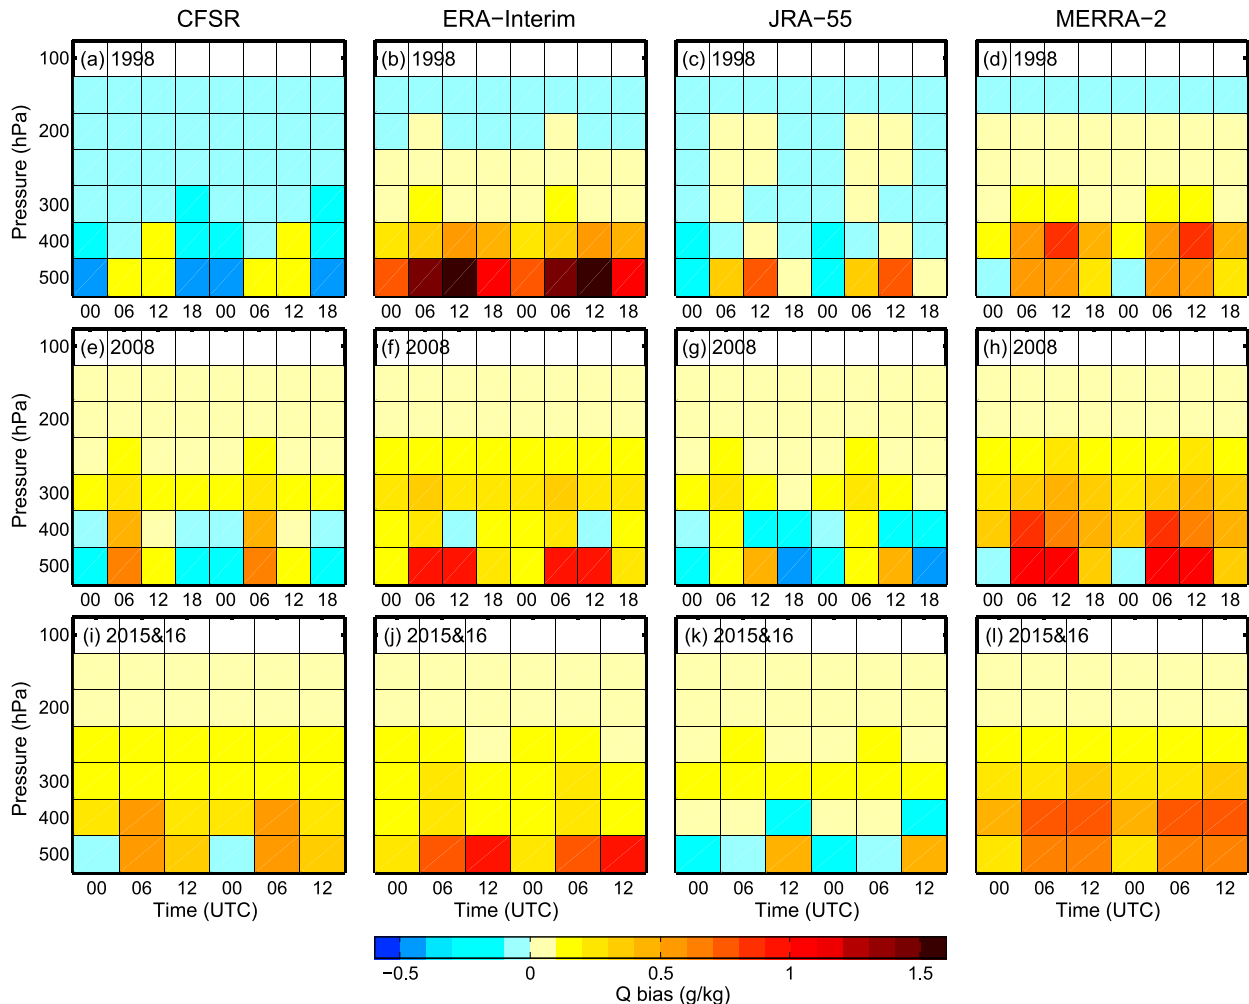 CFSR ERA−Interim JRA−55 MERRA−2
(a) 1998 (b) 1998 (c) 1998 (d) 1998
100
200
300
400
500
Pressure (hPa)
00 06 12 18 00 06 12 18 00 06 12 18 00 06 12 18 00 06 12 18 00 06 12 18 00 06 12 18 00 06 12 18
(e) 2008 (f) 2008 (g) 2008 (h) 2008
100
200
300
400
500
Pressure (hPa)
00 06 12 18 00 06 12 18 00 06 12 18 00 06 12 18 00 06 12 18 00 06 12 18 00 06 12 18 00 06 12 18
(i) 2015&16 (j) 2015&16 (k) 2015&16 (l) 2015&16
100
200
300
400
500
Pressure (hPa)
00 06 12 00 06 12 00 06 12 00 06 12 00 06 12 00 06 12 00 06 12 00 06 12
Time (UTC) Time (UTC) Time (UTC) Time (UTC)
−0.5 0 0.5 1 1.5
Q bias (g/kg)